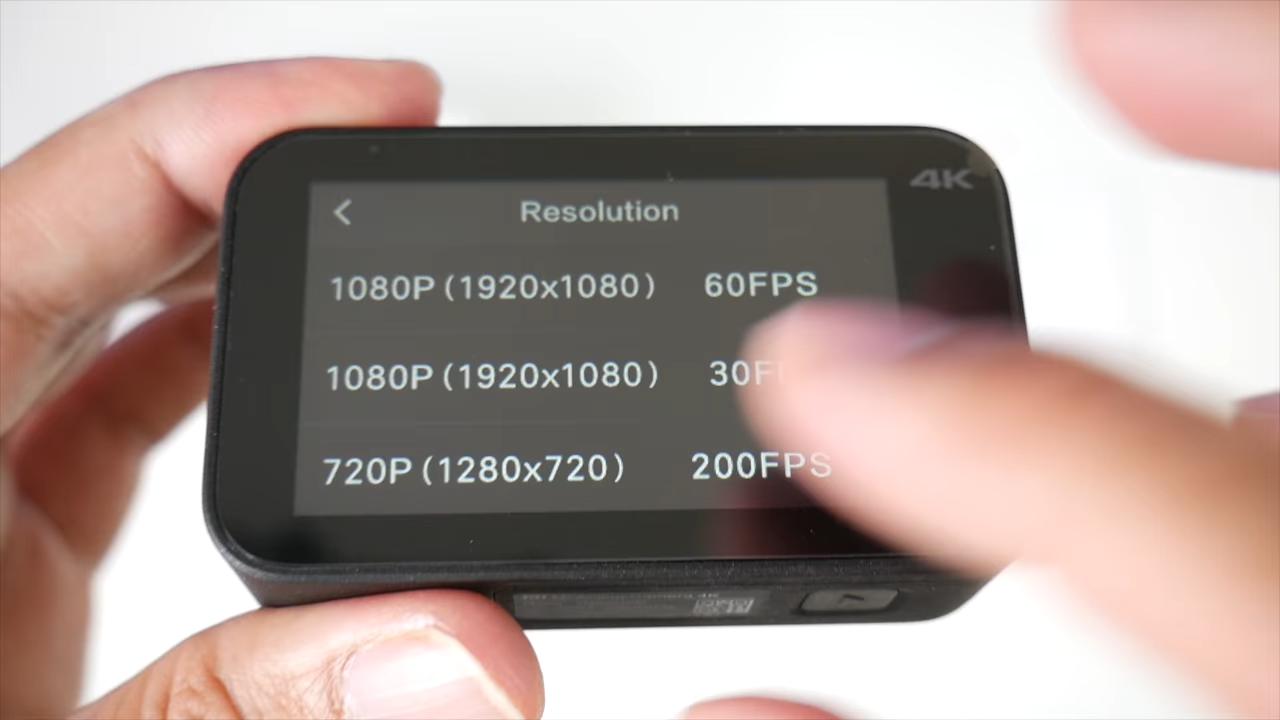 4K
Resolution
1080P (1920x1080) 60FPS
1080P (1920x1080)
720P (1280x720) 200FPS